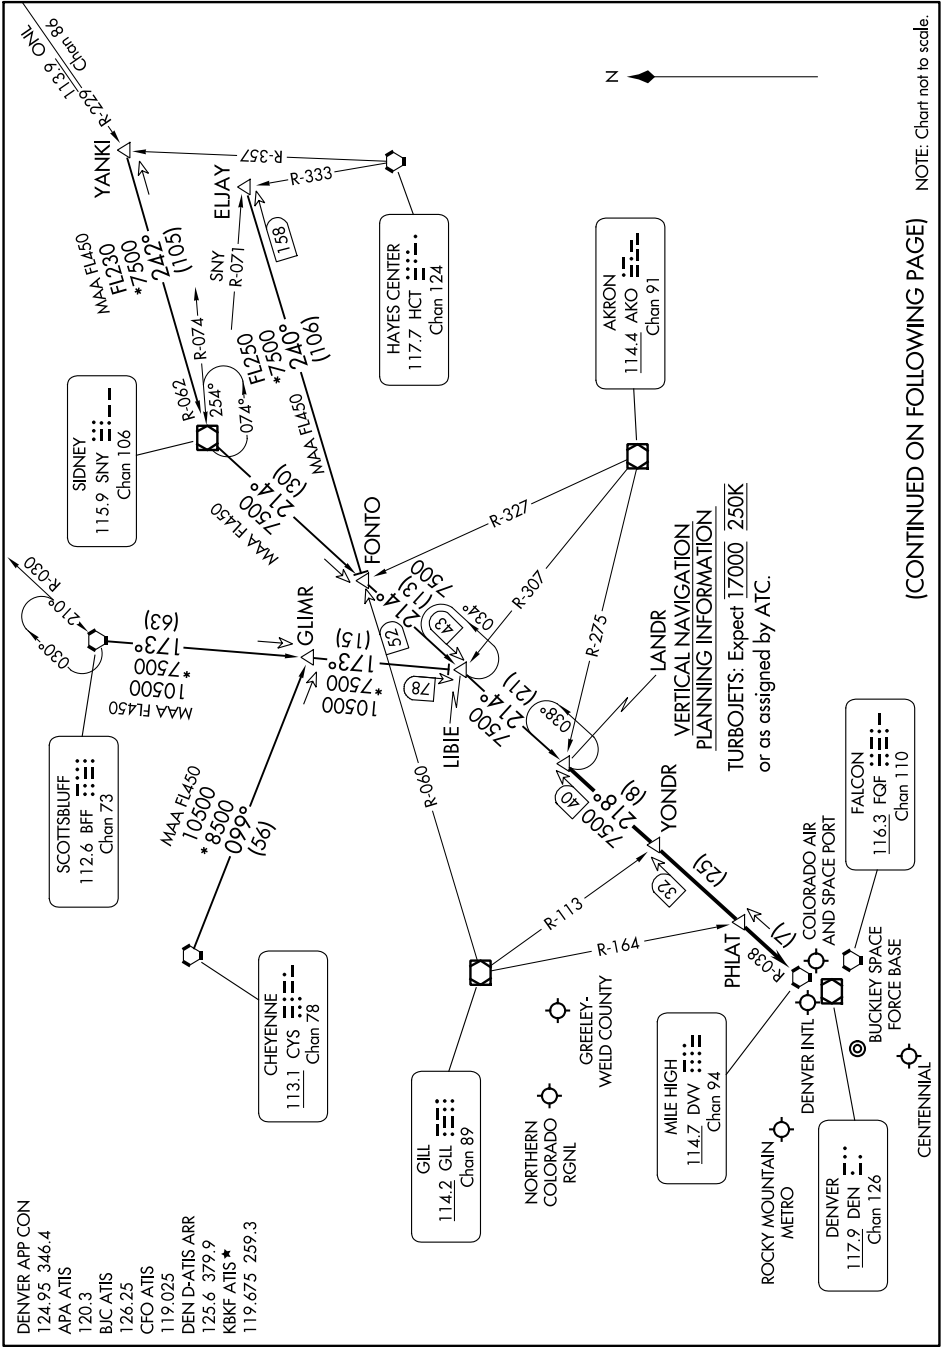 DENVER APP CON
124.95 346.4
APA ATIS
120.3
BJC ATIS
126.25
CFO ATIS
119.025
DEN D-ATIS ARR
125.6 379.9
KBKF ATIS★
119.675 259.3
CHEYENNE
113.1 CYS
Chan 78
SCOTTSBLUFF
112.6 BFF
Chan 73
SIDNEY
115.9 SNY
Chan 106
113.9 ONL
Chan 86
R-229
YANKI
MAA FL450
FL230
*7500
242°
(105)
R-062
R-357
R-030
210°
030°
MAA FL450
10500
*7500
173°
(63)
MAA FL450
10500
*8500
099°
(56)
GLIMR
10500
*7500
173°
(15)
78
LIBIE
R-074
254°
074°
SNY
R-071
ELJAY
R-333
158
FL250
*7500
240°
(106)
MAA FL450
MAA FL450
7500
214°
(30)
FONTO
52
7500
214°
(13)
43
034°
HAYES CENTER
117.7 HCT
Chan 124
AKRON
114.4 AKO
Chan 91
R-327
R-307
R-275
R-060
7500
214°
(21)
038°
LANDR
VERTICAL NAVIGATION
PLANNING INFORMATION
TURBOJETS: Expect 17000 250K
or as assigned by ATC.
40
7500
218°
(8)
YONDR
32
(25)
R-113
R-164
PHLAT
(7)
R-038
GILL
114.2 GLL
Chan 89
NORTHERN
COLORADO
RGNL
GREELEY-
WELD COUNTY
MILE HIGH
114.7 DVV
Chan 94
DENVER INTL
COLORADO AIR
AND SPACE PORT
FALCON
116.3 FQF
Chan 110
BUCKLEY SPACE
FORCE BASE
ROCKY MOUNTAIN
METRO
DENVER
117.9 DEN
Chan 126
CENTENNIAL
N
(CONTINUED ON FOLLOWING PAGE)
NOTE: Chart not to scale.